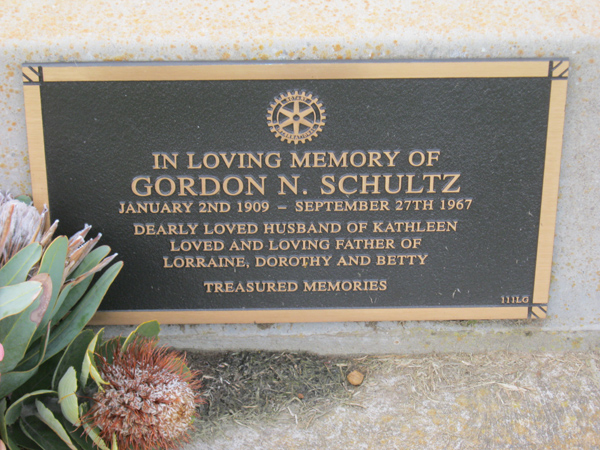 IN LOVING MEMORY OF
GORDON N. SCHULTZ
JANUARY 2ND 1909 - SEPTEMBER 27TH 1967
DEARLY LOVED HUSBAND OF KATHLEEN
LOVED AND LOVING FATHER OF
LORRAINE, DOROTHY AND BETTY
TREASURED MEMORIES
111LG